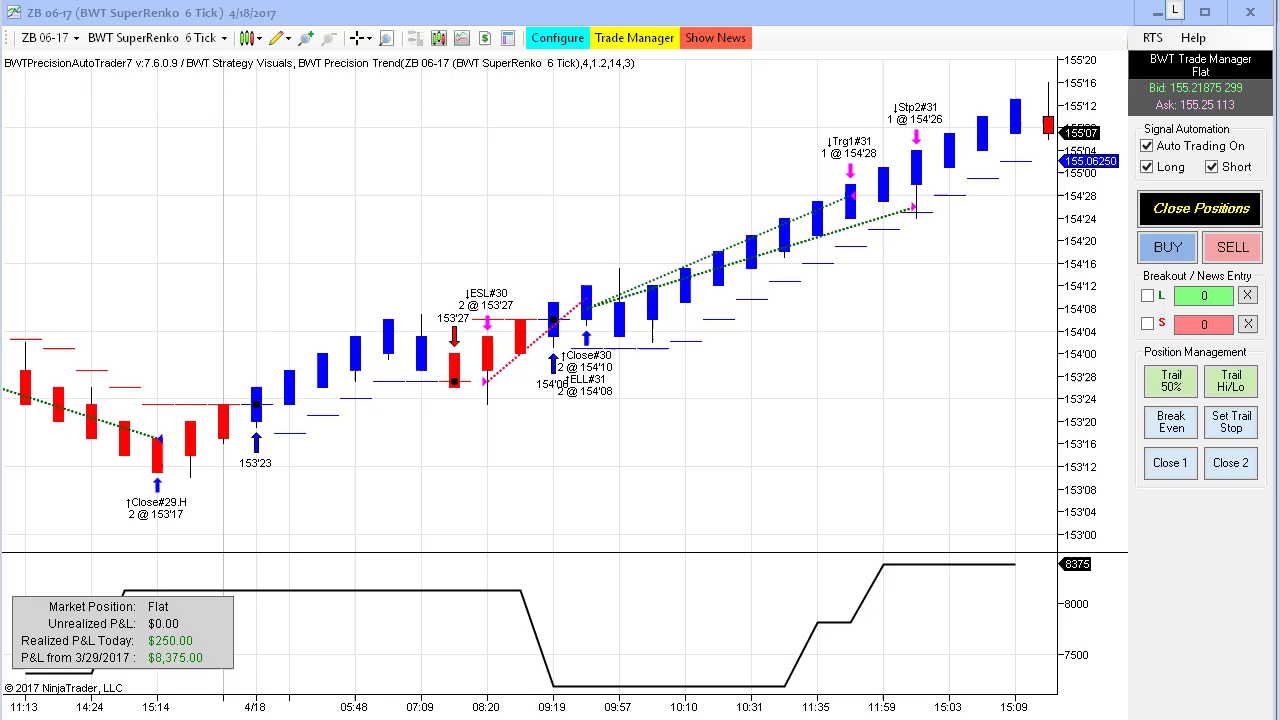 ZB 06-17 (BWT SuperRenko 6 Tick) 4/18/2017
L
ZB 06-17 BWT SuperRenko 6 Tick
Configure Trade Manager Show News
RTS Help
BWTPrecisionAutoTrader7 v:7.6.0.9 / BWT Strategy Visuals, BWT Precision Trend(ZB 06-17 (BWT SuperRenko 6 Tick),4,1.2,14,3)
BWT Trade Manager
Flat
Bid: 155.21875 299
Ask: 155.25 113
Signal Automation
Auto Trading On
Long Short
Close Positions
BUY SELL
Breakout / News Entry
L 0 X
S 0 X
Position Management
Trail 50%
Trail Hi/Lo
Break Even
Set Trail Stop
Close 1 Close 2
155'20
155'16
155'12
155'07
155'04
155.06250
155'00
154'28
154'24
154'20
154'16
154'12
154'08
154'04
154'00
153'28
153'24
153'20
153'16
153'12
153'08
153'04
153'00
↓Stp2#31
1 @ 154'26
↓Trg1#31
1 @ 154'28
↓ESL#30
2 @ 153'27
153'27
↑Close#30
2 @ 154'10
↑ELL#31
2 @ 154'08
153'23
↑Close#29.H
2 @ 153'17
8375
8000
7500
Market Position: Flat
Unrealized P&L: $0.00
$250.00
P&L from 3/29/2017 : $8,375.00
© 2017 NinjaTrader, LLC
11:13 14:24 15:14 4/18 05:48 07:09 08:20 09:19 09:57 10:10 10:31 11:35 11:59 15:03 15:09